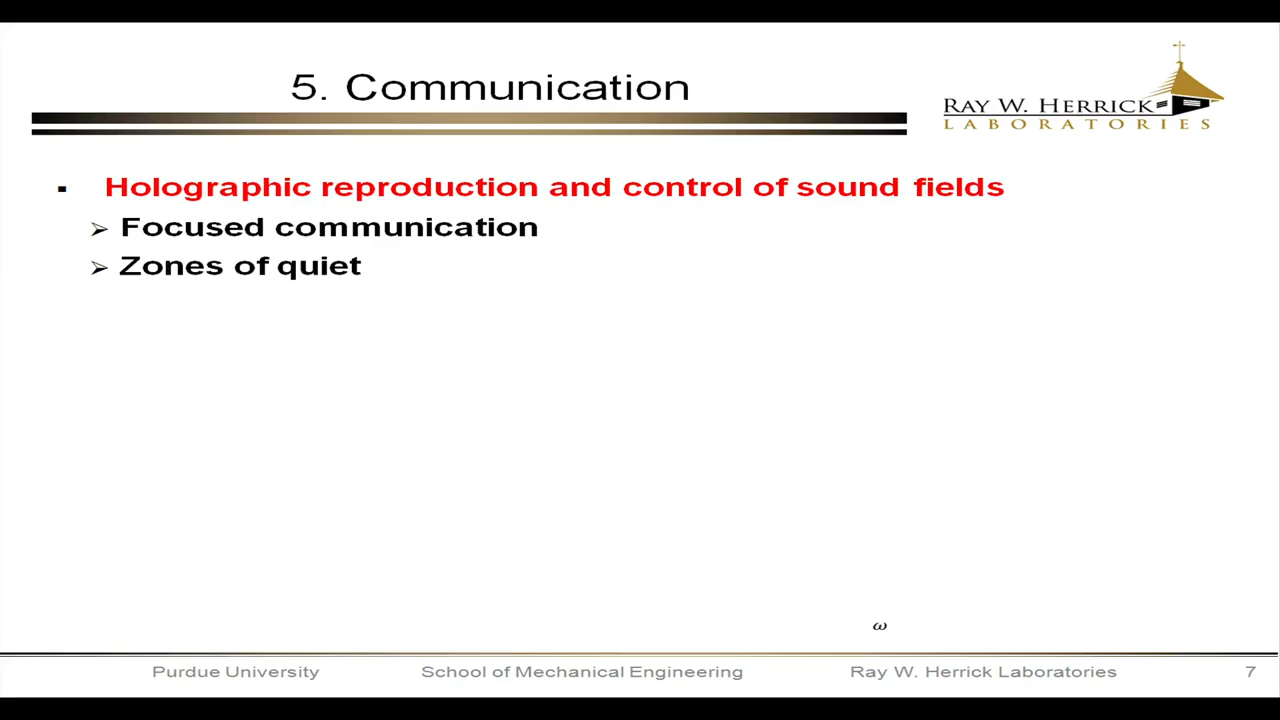 5. Communication
RAY W. HERRICK
LABORATORIES
▪ Holographic reproduction and control of sound fields
➢ Focused communication
➢ Zones of quiet
ω
Purdue University School of Mechanical Engineering Ray W. Herrick Laboratories 7